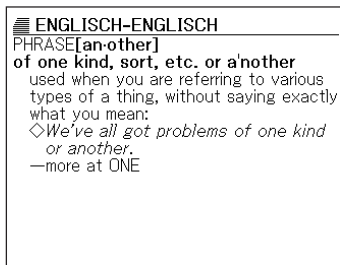 ENGLISCH-ENGLISCH
PHRASE[an·other]
of one kind, sort, etc. or aˈnother
used when you are referring to various
types of a thing, without saying exactly
what you mean:
◇We've all got problems of one kind
or another.
—more at ONE